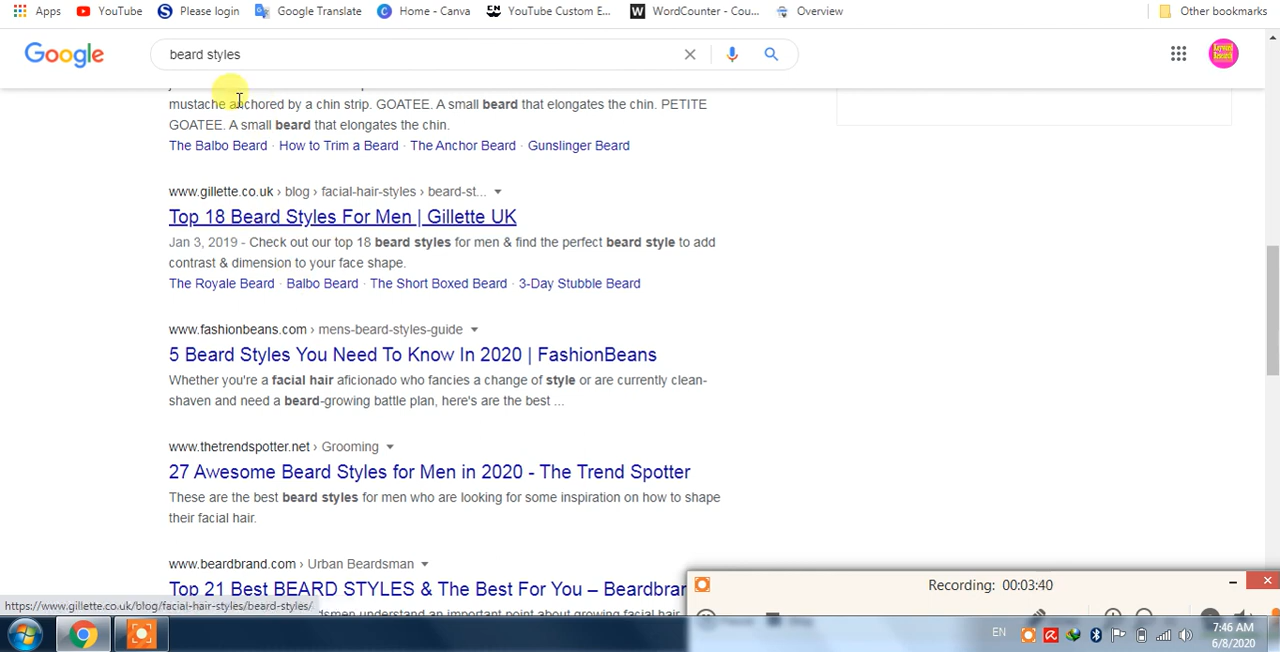 Apps YouTube Please login Google Translate Home - Canva YouTube Custom E... WordCounter - Cou... Overview Other bookmarks
Google beard styles
mustache anchored by a chin strip. GOATEE. A small beard that elongates the chin. PETITE
GOATEE. A small beard that elongates the chin.
The Balbo Beard · How to Trim a Beard · The Anchor Beard · Gunslinger Beard
www.gillette.co.uk › blog › facial-hair-styles › beard-st...
Top 18 Beard Styles For Men | Gillette UK
Jan 3, 2019 - Check out our top 18 beard styles for men & find the perfect beard style to add
contrast & dimension to your face shape.
The Royale Beard · Balbo Beard · The Short Boxed Beard · 3-Day Stubble Beard
www.fashionbeans.com › mens-beard-styles-guide
5 Beard Styles You Need To Know In 2020 | FashionBeans
Whether you're a facial hair aficionado who fancies a change of style or are currently clean-
shaven and need a beard-growing battle plan, here's are the best ...
www.thetrendspotter.net › Grooming
27 Awesome Beard Styles for Men in 2020 - The Trend Spotter
These are the best beard styles for men who are looking for some inspiration on how to shape
their facial hair.
www.beardbrand.com › Urban Beardsman
Top 21 Best BEARD STYLES & The Best For You – Beardbran
Recording: 00:03:40
https://www.gillette.co.uk/blog/facial-hair-styles/beard-styles/
EN
7:46 AM
6/8/2020